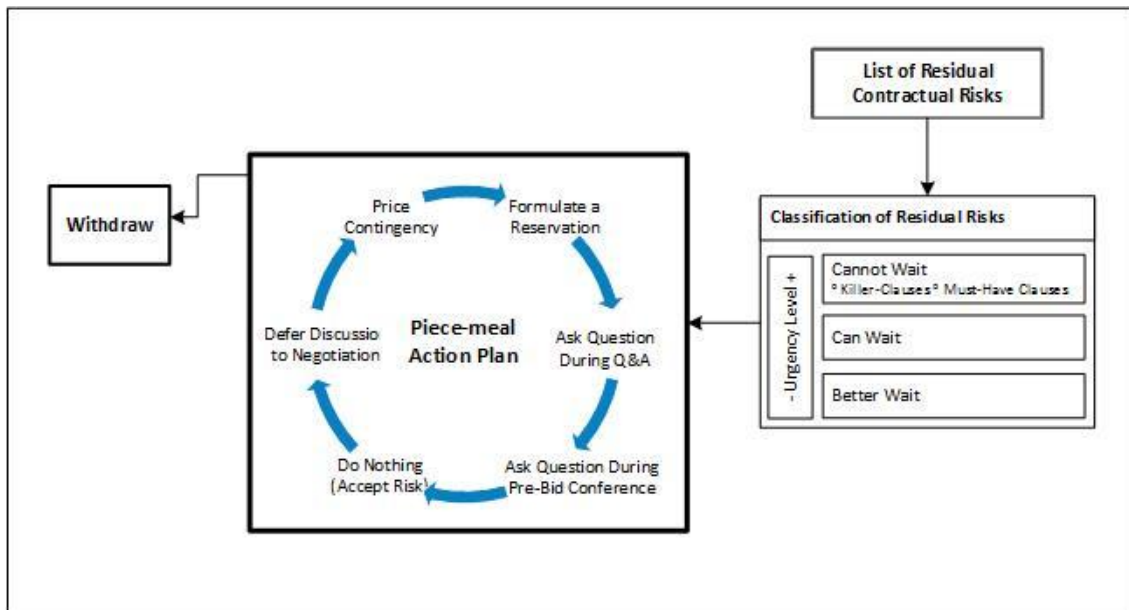 List of Residual
Contractual Risks
Classification of Residual Risks
- Urgency Level +
Cannot Wait
° Killer-Clauses ° Must-Have Clauses
Can Wait
Better Wait
Piece-meal
Action Plan
Price
Contingency
Formulate a
Reservation
Ask Question
During Q&A
Ask Question During
Pre-Bid Conference
Do Nothing
(Accept Risk)
Defer Discussio
to Negotiation
Withdraw